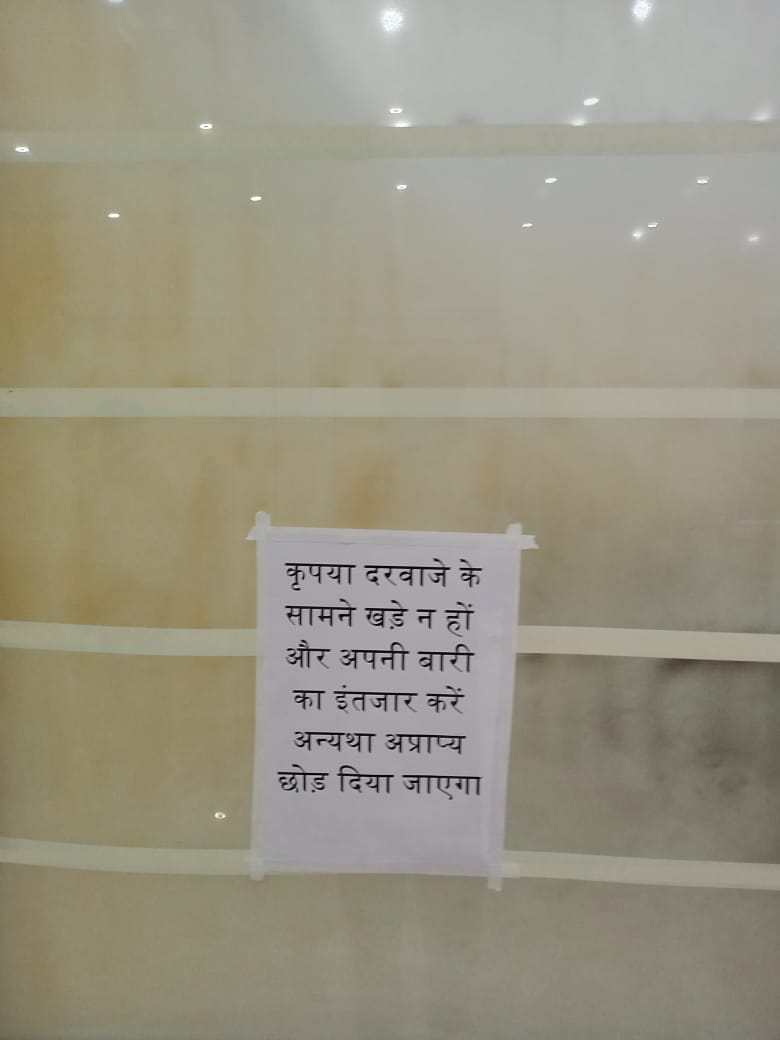 कृपया दरवाजे के
सामने खड़े न हों
और अपनी बारी
का इंतजार करें
अन्यथा अप्राप्य
छोड़ दिया जाएगा